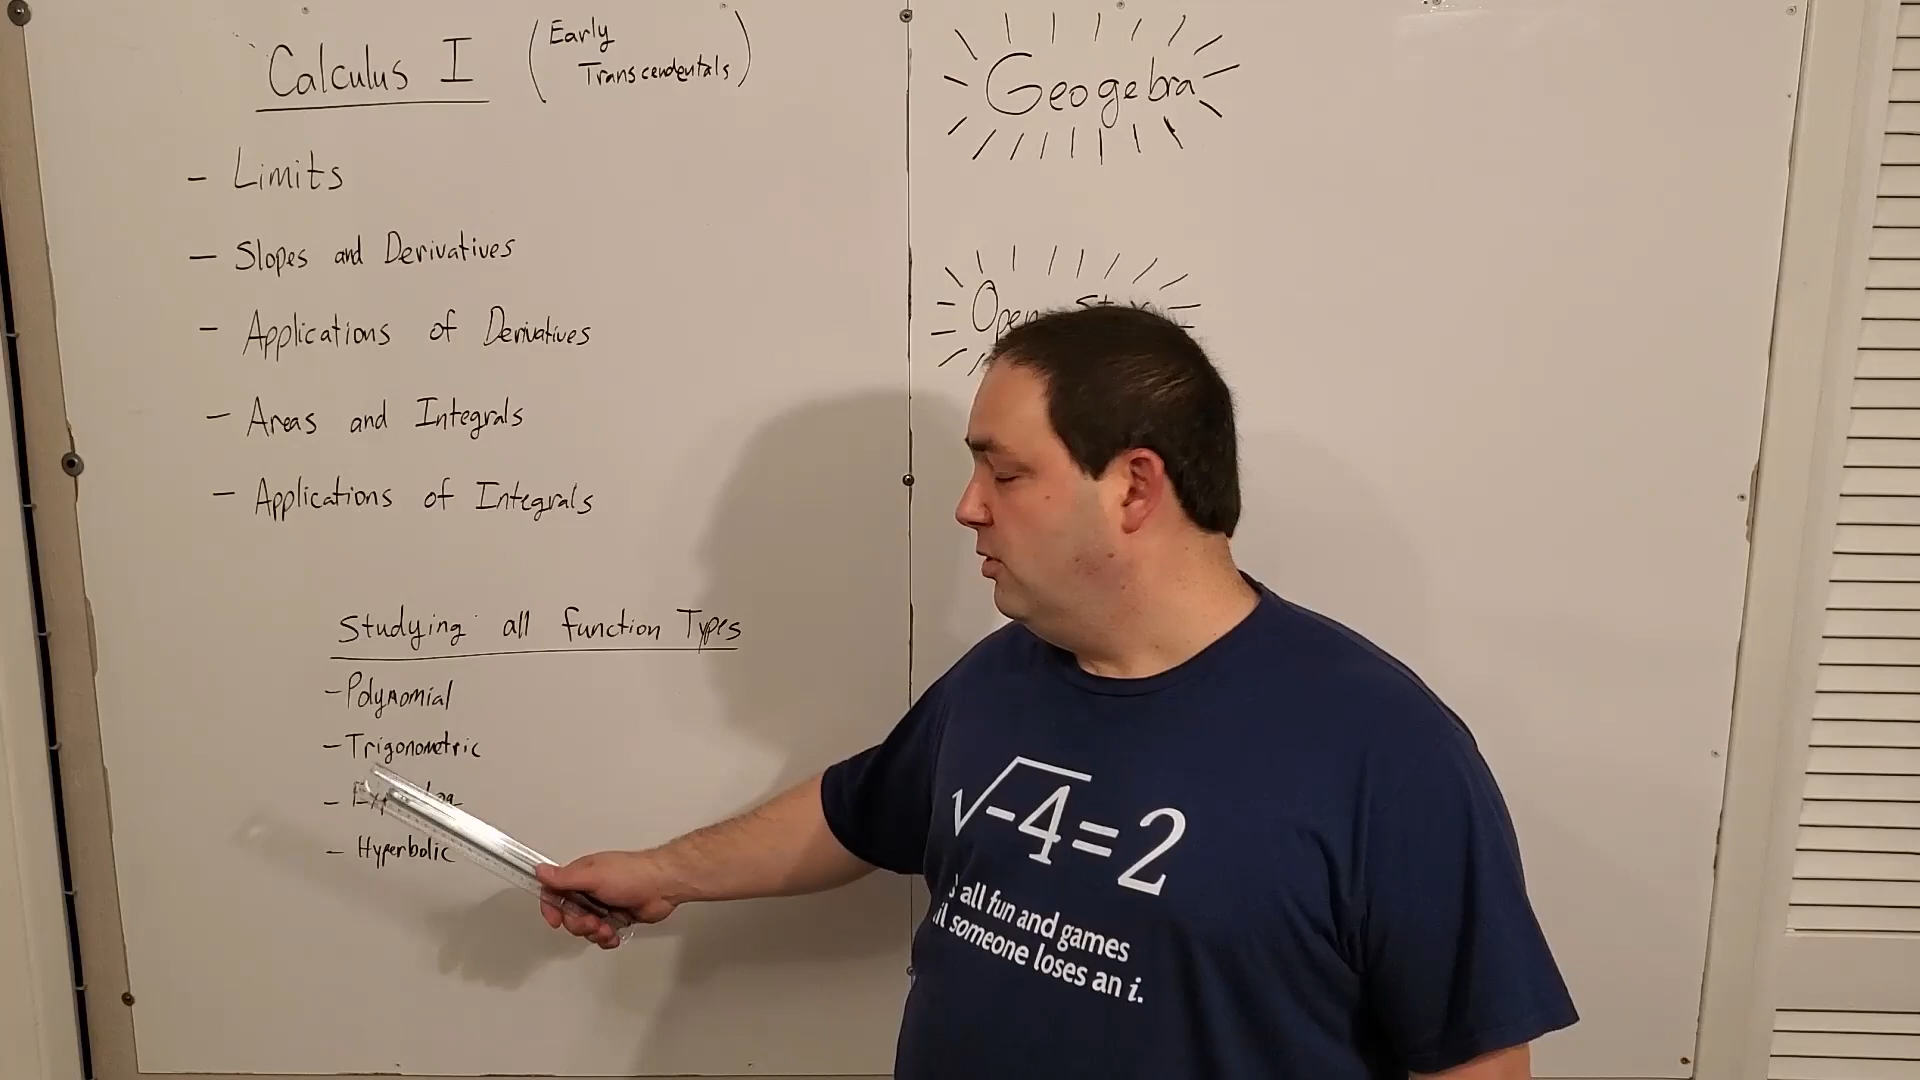 Calculus I
(Early
Transcendentals)
- Limits
- Slopes and Derivatives
- Applications of Derivatives
- Areas and Integrals
- Applications of Integrals
Studying all function Types
- Polynomial
- Trigonometric
- Hyperbolic
Geogebra
Open
√-4=2
all fun and games
someone loses an i.